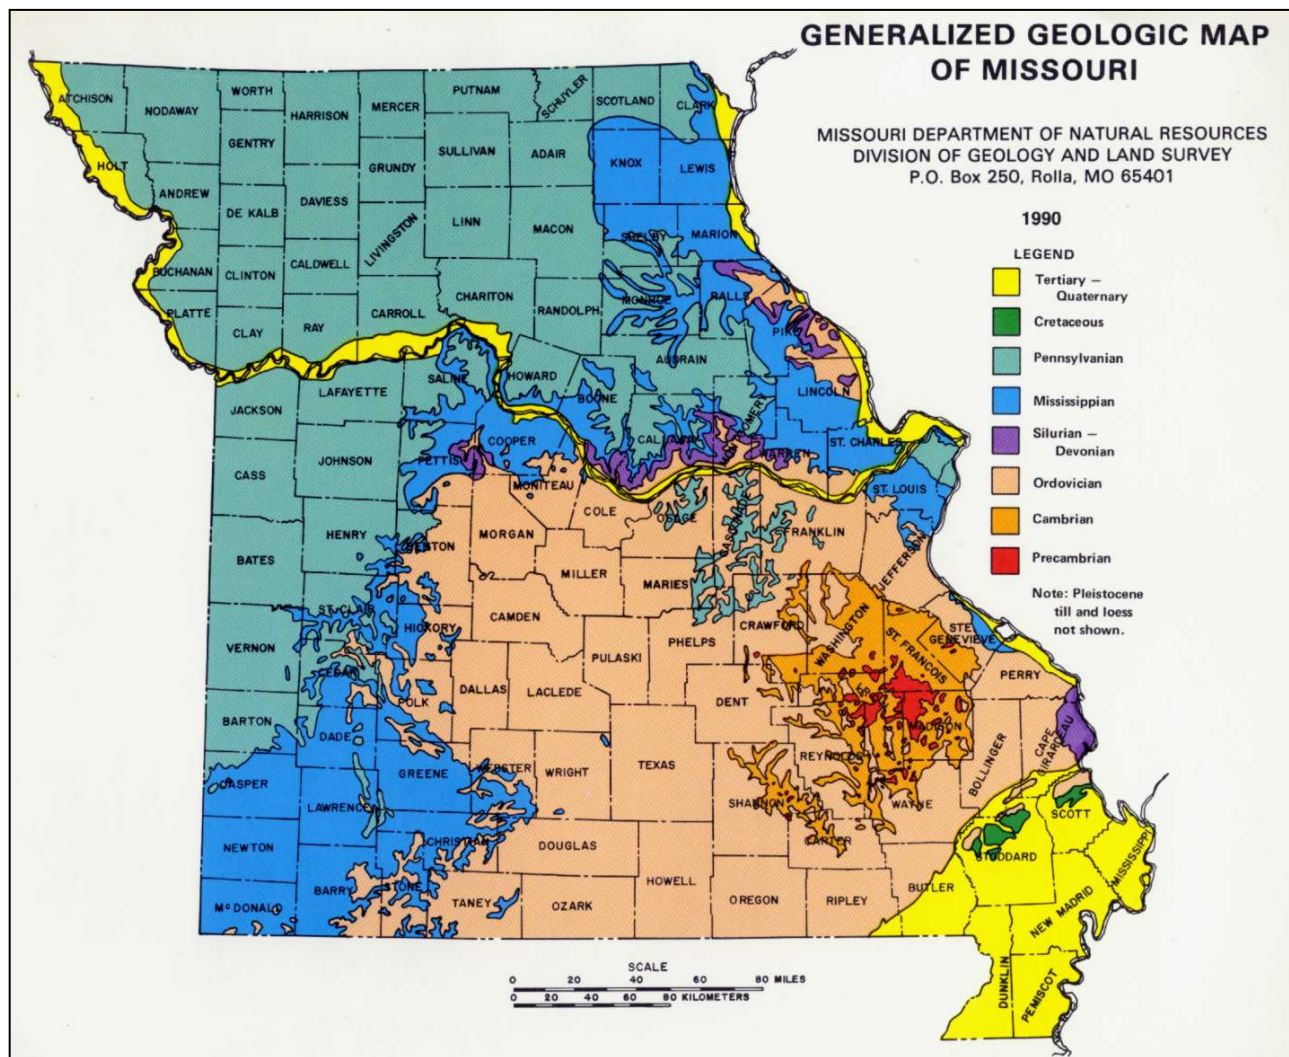 GENERALIZED GEOLOGIC MAP
OF MISSOURI
MISSOURI DEPARTMENT OF NATURAL RESOURCES
DIVISION OF GEOLOGY AND LAND SURVEY
P.O. Box 250, Rolla, MO 65401
1990
LEGEND
Tertiary –
Quaternary
Cretaceous
Pennsylvanian
Mississippian
Silurian –
Devonian
Ordovician
Cambrian
Precambrian
Note: Pleistocene
till and loess
not shown.
ATCHISON
NODAWAY
WORTH
HARRISON
MERCER
PUTNAM
SCHUYLER
SCOTLAND
CLARK
HOLT
GENTRY
GRUNDY
SULLIVAN
ADAIR
KNOX
LEWIS
ANDREW
DE KALB
DAVIESS
LIVINGSTON
LINN
MACON
SHELBY
MARION
BUCHANAN
CLINTON
CALDWELL
CHARITON
RANDOLPH
MONROE
RALLS
PIKE
PLATTE
CLAY
RAY
CARROLL
AUDRAIN
LINCOLN
JACKSON
LAFAYETTE
SALINE
HOWARD
BOONE
CALLAWAY
MONTGOMERY
WARREN
ST. CHARLES
CASS
JOHNSON
PETTIS
COOPER
MONITEAU
COLE
OSAGE
GASCONADE
FRANKLIN
ST. LOUIS
BATES
HENRY
BENTON
MORGAN
MILLER
MARIES
JEFFERSON
VERNON
ST. CLAIR
HICKORY
CAMDEN
PULASKI
PHELPS
CRAWFORD
WASHINGTON
ST. FRANCOIS
STE.
GENEVIEVE
CEDAR
POLK
DALLAS
LACLEDE
DENT
IRON
MADISON
PERRY
BARTON
DADE
GREENE
WEBSTER
WRIGHT
TEXAS
REYNOLDS
BOLLINGER
CAPE
GIRARDEAU
JASPER
LAWRENCE
CHRISTIAN
DOUGLAS
SHANNON
CARTER
WAYNE
SCOTT
STODDARD
MISSISSIPPI
NEWTON
BARRY
STONE
TANEY
OZARK
HOWELL
OREGON
RIPLEY
BUTLER
NEW MADRID
McDONALD
DUNKLIN
PEMISCOT
SCALE
0 20 40 60 80 MILES
0 20 40 60 80 KILOMETERS